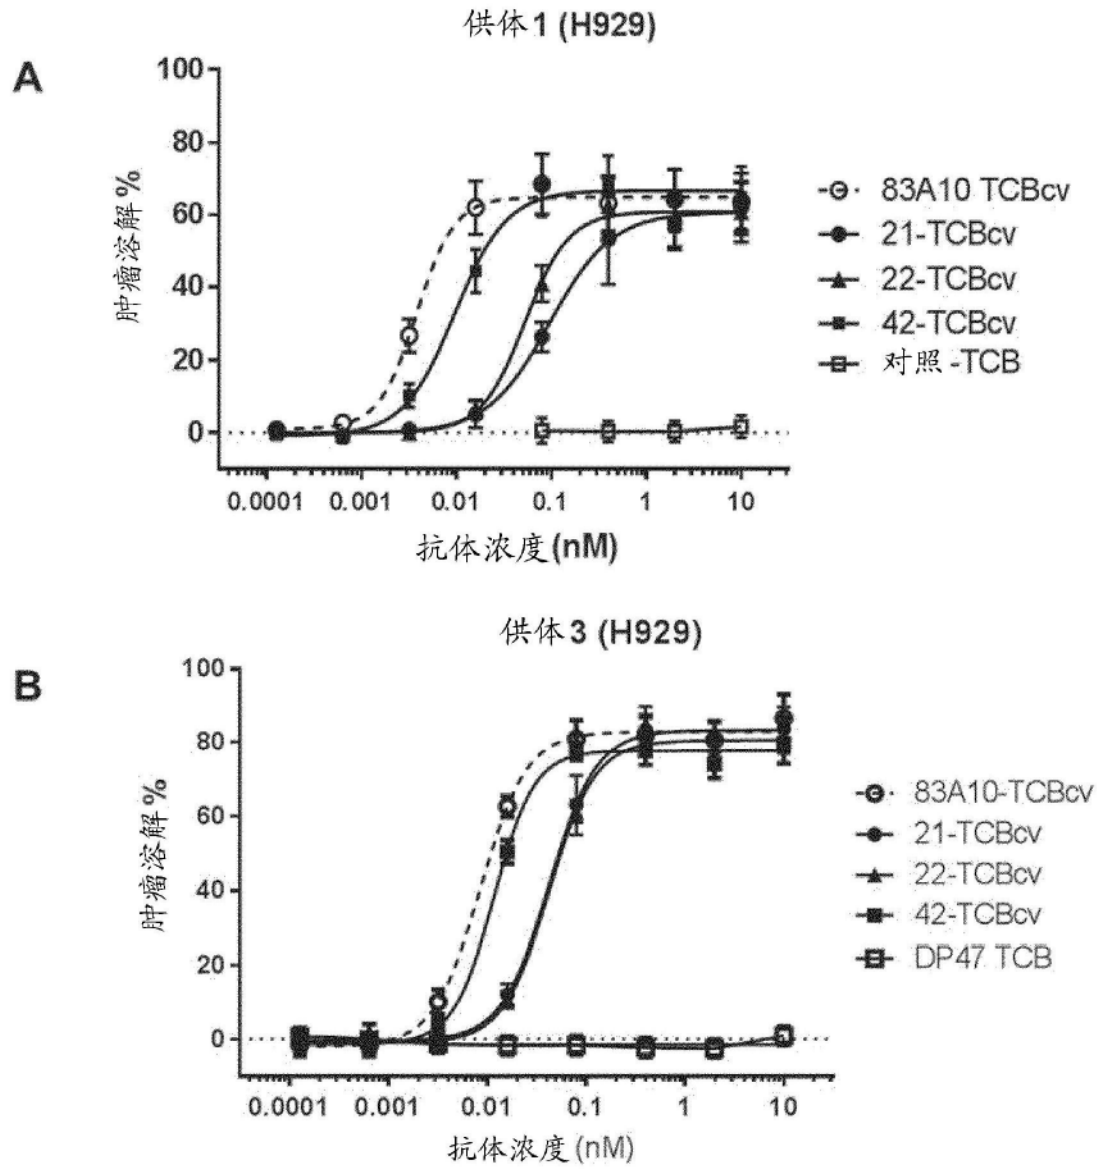 供体1 (H929)
A
100
80
60
40
20
0
肿瘤溶解%
0.0001 0.001 0.01 0.1 1 10
抗体浓度(nM)
83A10 TCBcv
21-TCBcv
22-TCBcv
42-TCBcv
对照-TCB
供体3 (H929)
B
100
80
60
40
20
0
肿瘤溶解%
0.0001 0.001 0.01 0.1 1 10
抗体浓度(nM)
83A10-TCBcv
21-TCBcv
22-TCBcv
42-TCBcv
DP47 TCB